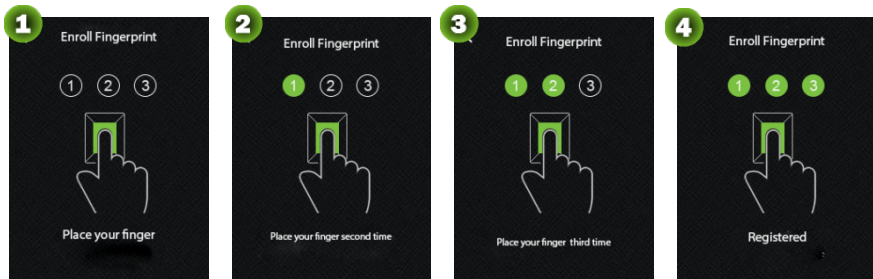 1
Enroll Fingerprint
1 2 3
Place your finger
2
Enroll Fingerprint
1 2 3
Place your finger second time
3
Enroll Fingerprint
1 2 3
Place your finger third time
4
Enroll Fingerprint
1 2 3
Registered